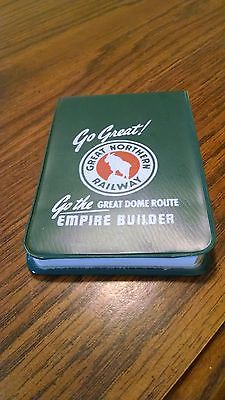 Go Great!
GREAT NORTHERN
RAILWAY
Go the GREAT DOME ROUTE
EMPIRE BUILDER